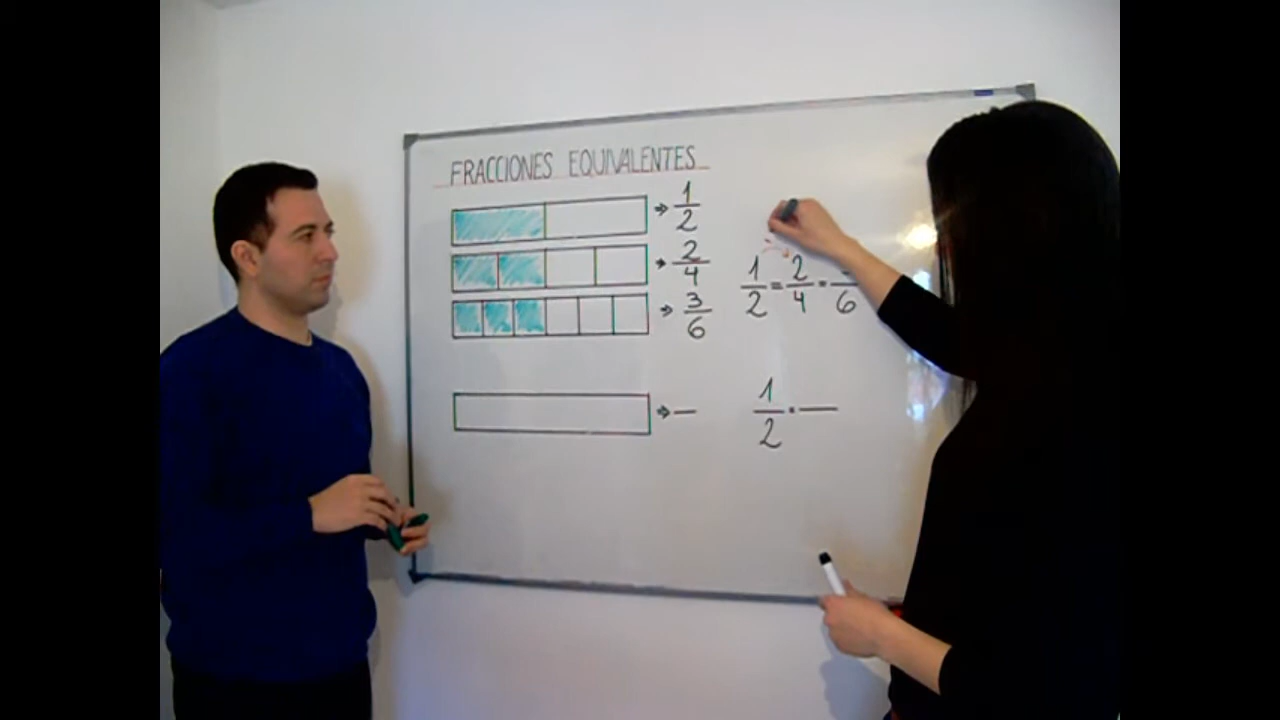 FRACCIONES EQUIVALENTES
→ 1/2
→ 2/4
→ 3/6
1/2 = 2/4 = /6
→ —
1/2 = —